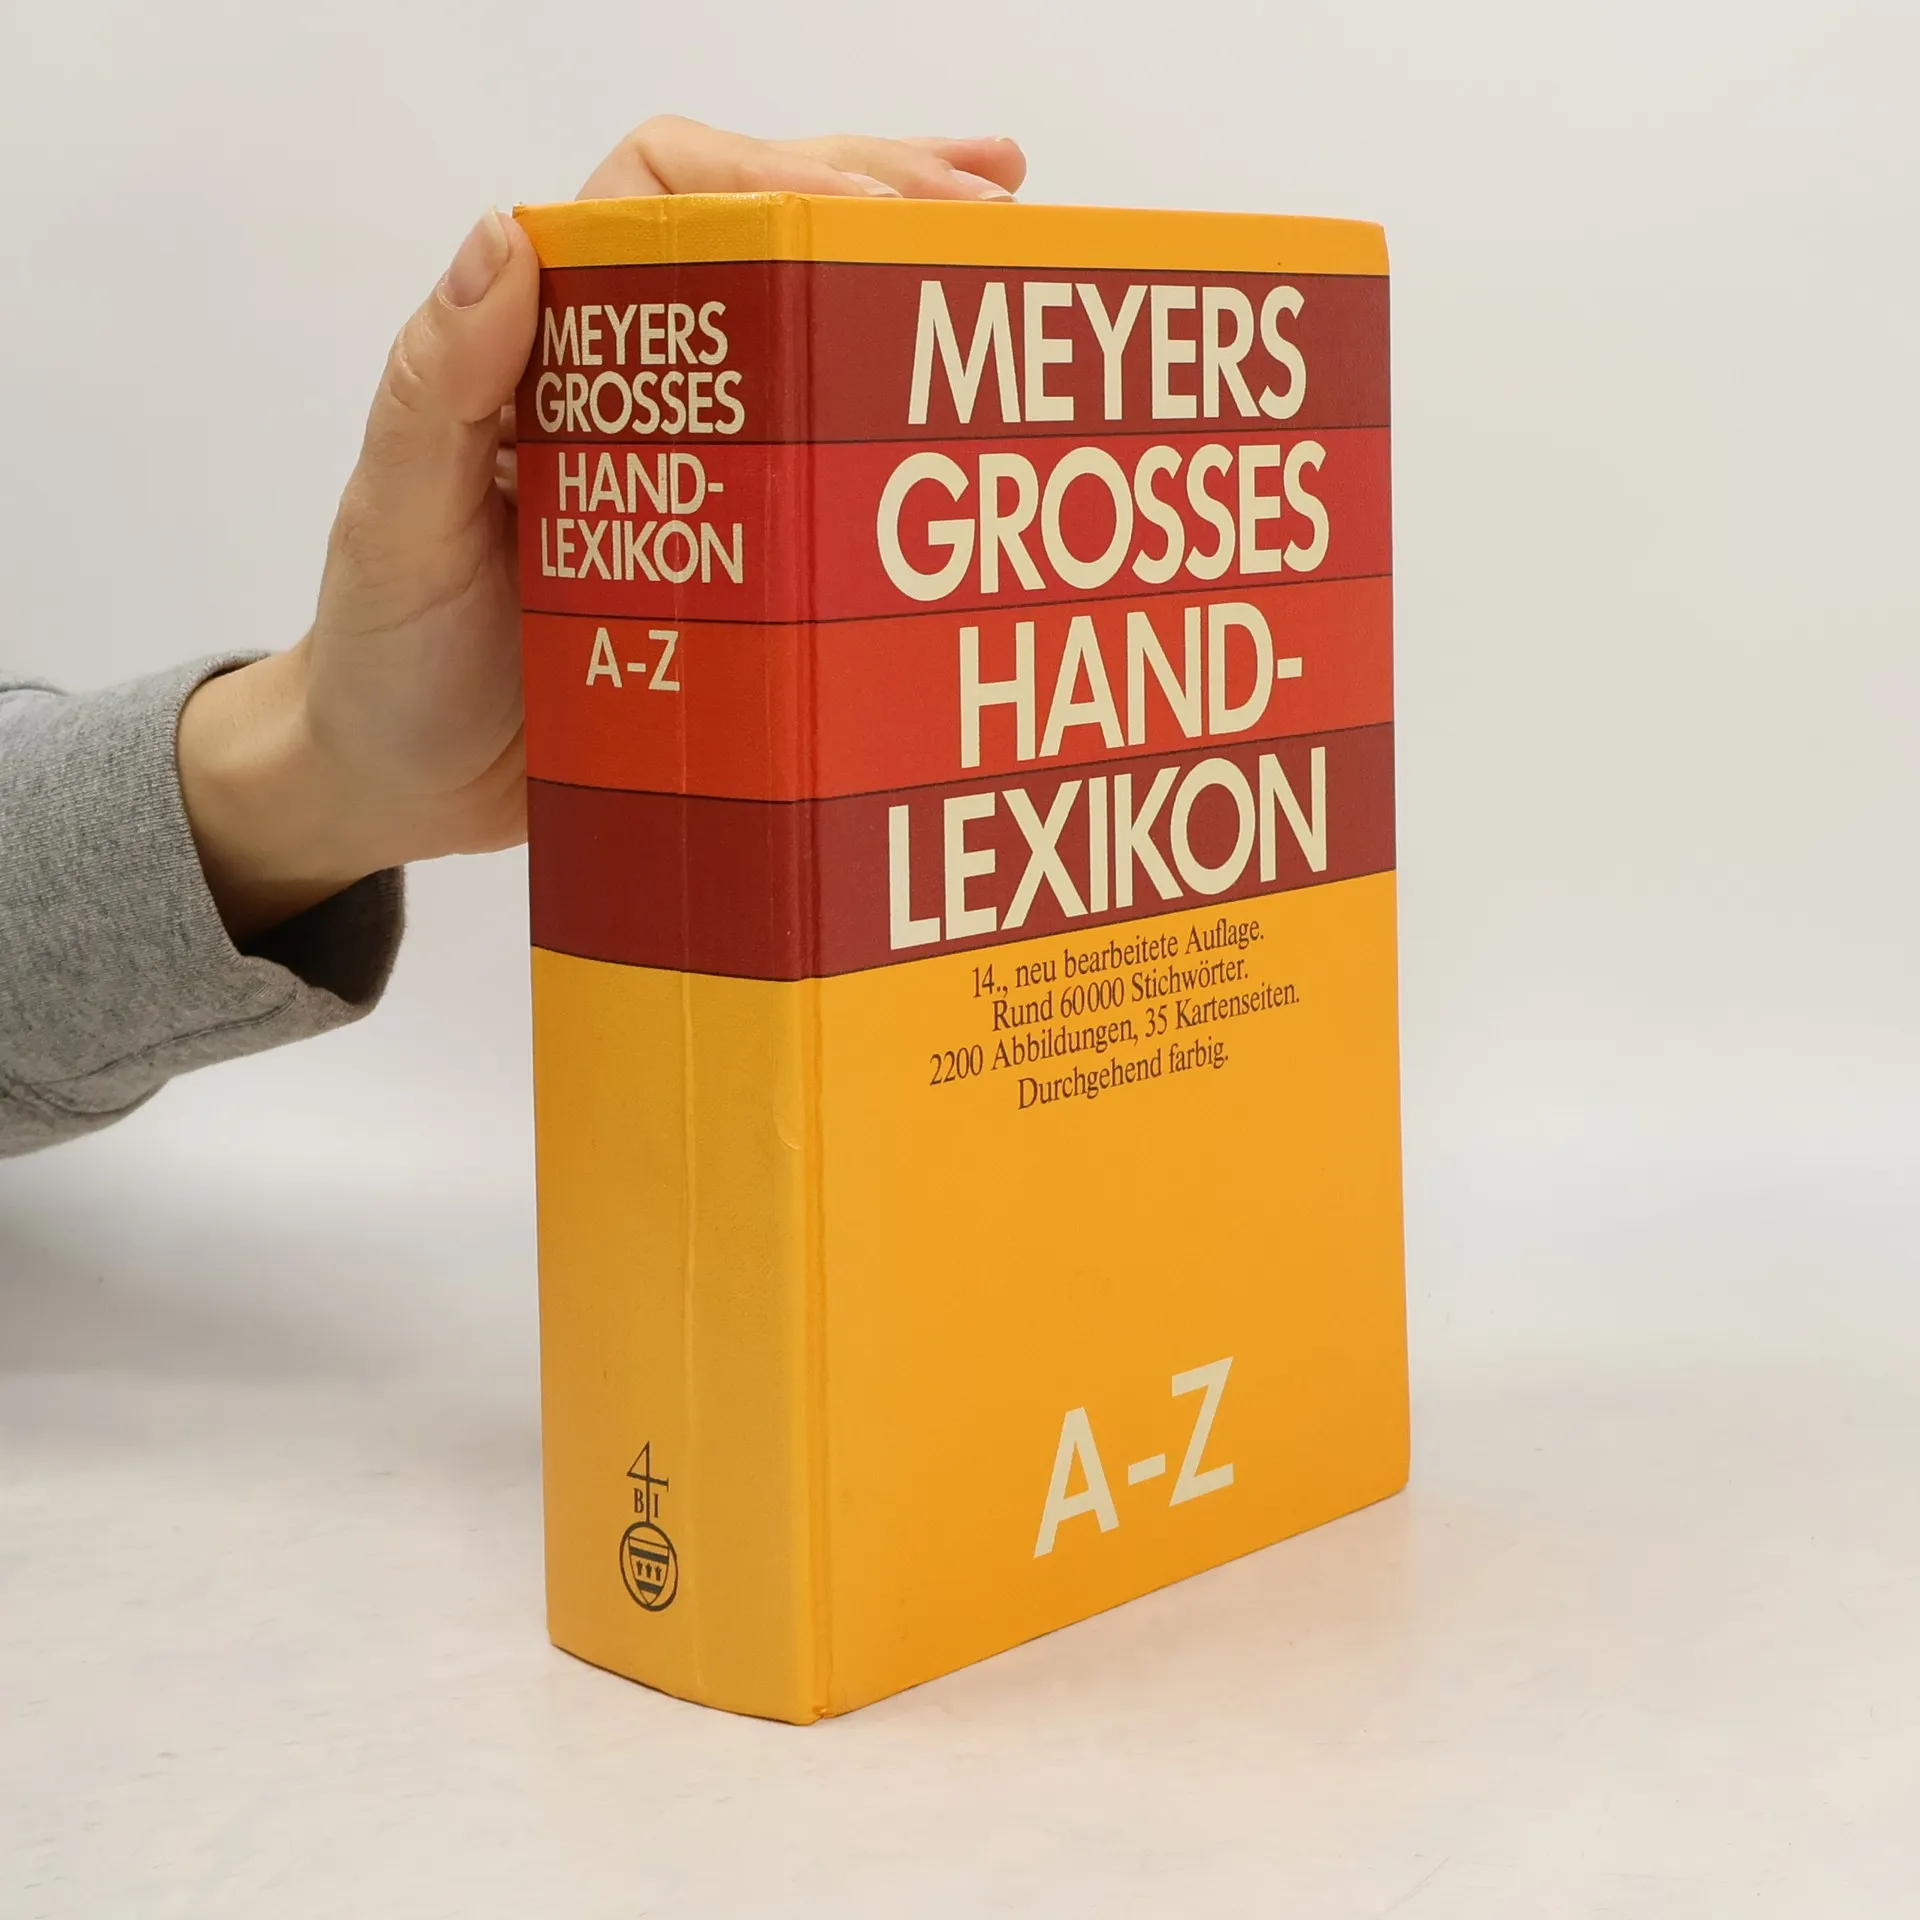 MEYERS
GROSSES
HAND-
LEXIKON
A-Z
4
B I
MEYERS
GROSSES
HAND-
LEXIKON
14., neu bearbeitete Auflage.
Rund 60000 Stichwörter.
2200 Abbildungen, 35 Kartenseiten.
Durchgehend farbig.
A-Z